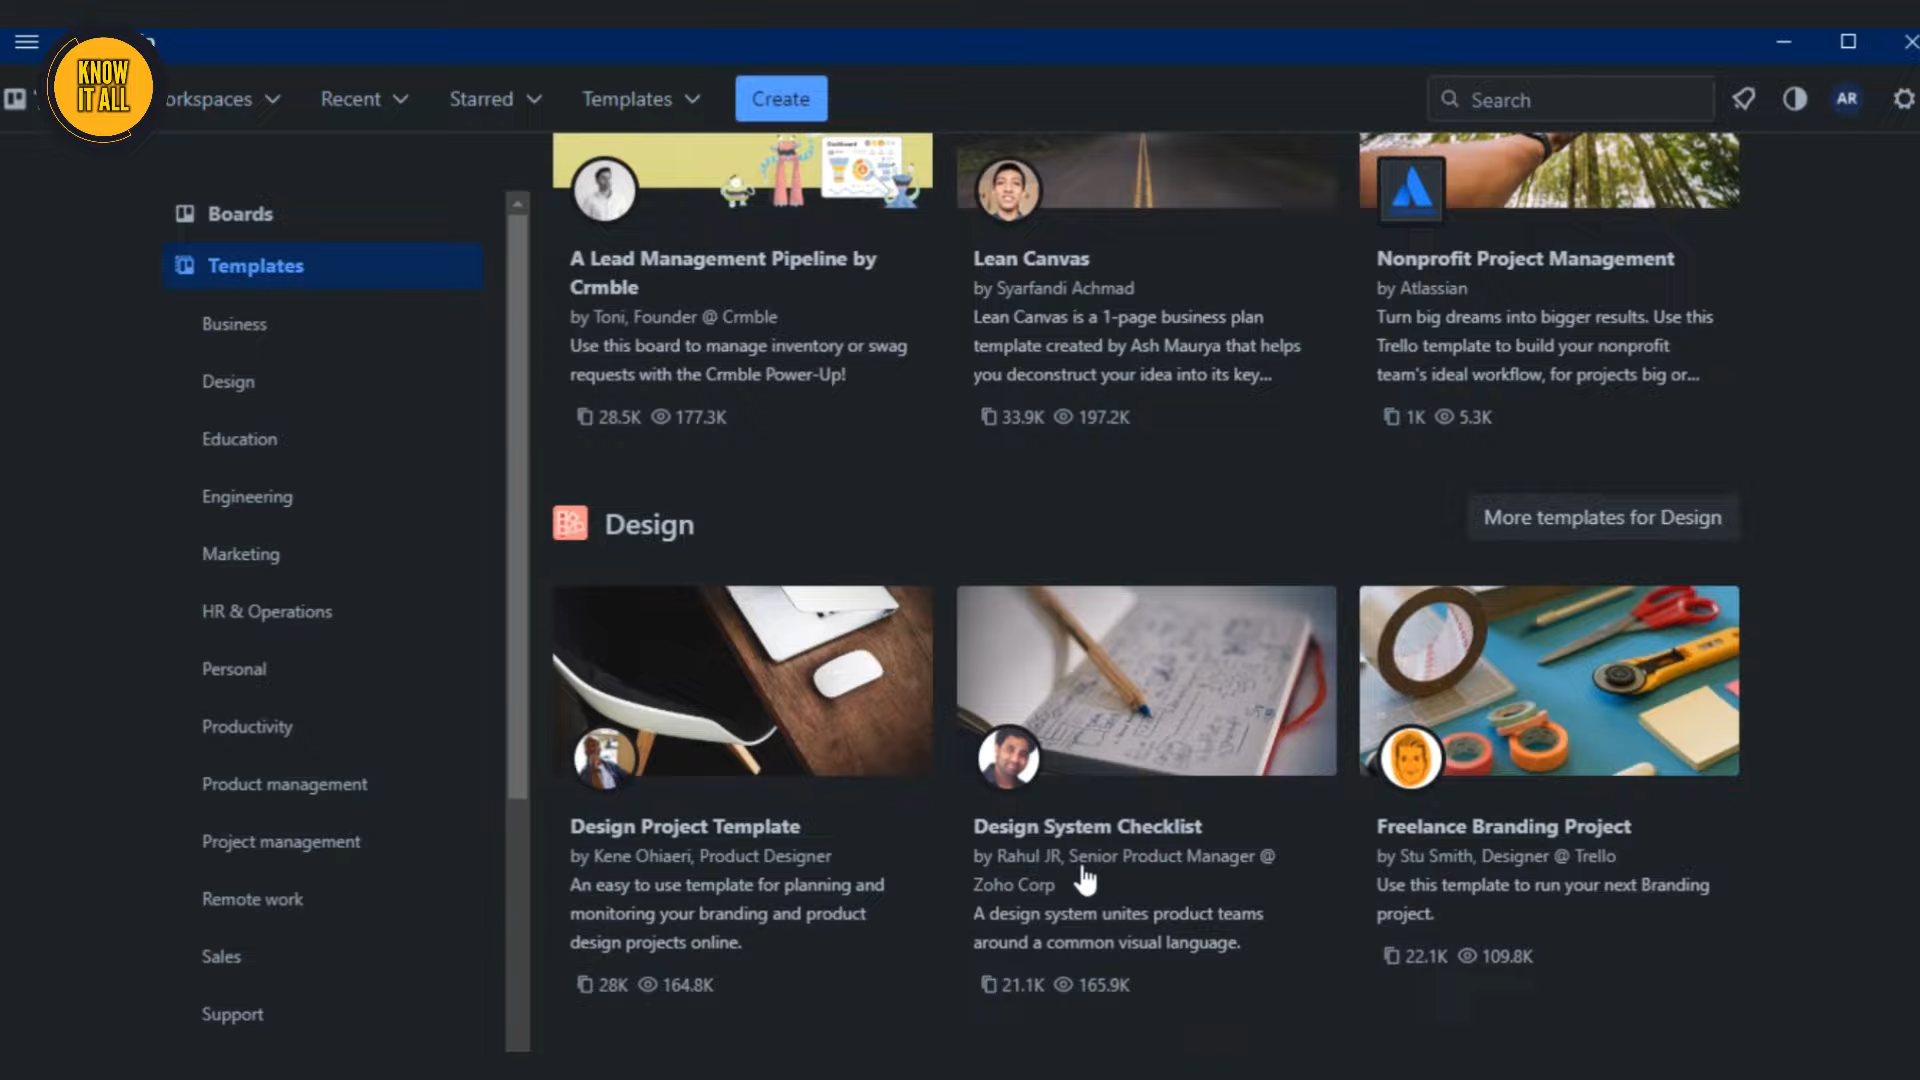 KNOW
IT ALL
orkspaces
Recent
Starred
Templates
Create
Search
AR
Boards
Templates
Business
Design
Education
Engineering
Marketing
HR & Operations
Personal
Productivity
Product management
Project management
Remote work
Sales
Support
Dashboard
A Lead Management Pipeline by
Crmble
by Toni, Founder @ Crmble
Use this board to manage inventory or swag
requests with the Crmble Power-Up!
28.5K 177.3K
Lean Canvas
by Syarfandi Achmad
Lean Canvas is a 1-page business plan
template created by Ash Maurya that helps
you deconstruct your idea into its key...
33.9K 197.2K
Nonprofit Project Management
by Atlassian
Turn big dreams into bigger results. Use this
Trello template to build your nonprofit
team's ideal workflow, for projects big or...
1K 5.3K
Design
More templates for Design
Design Project Template
by Kene Ohiaeri, Product Designer
An easy to use template for planning and
monitoring your branding and product
design projects online.
28K 164.8K
Design System Checklist
by Rahul JR, Senior Product Manager @
Zoho Corp
A design system unites product teams
around a common visual language.
21.1K 165.9K
Freelance Branding Project
by Stu Smith, Designer @ Trello
Use this template to run your next Branding
project.
22.1K 109.8K